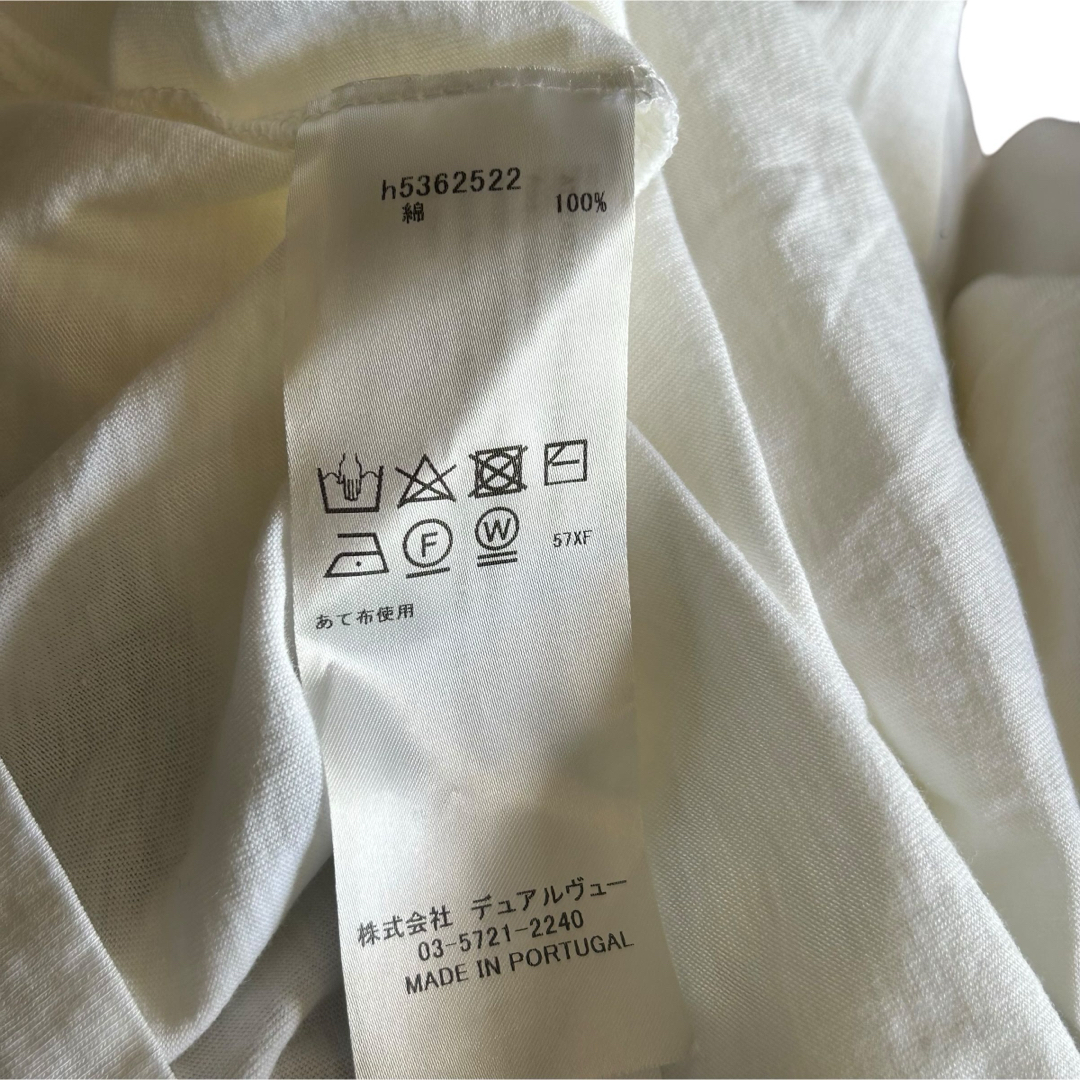 h5362522
綿 100%
F W 57XF
あて布使用
株式会社 デュアルヴュー
03-5721-2240
MADE IN PORTUGAL